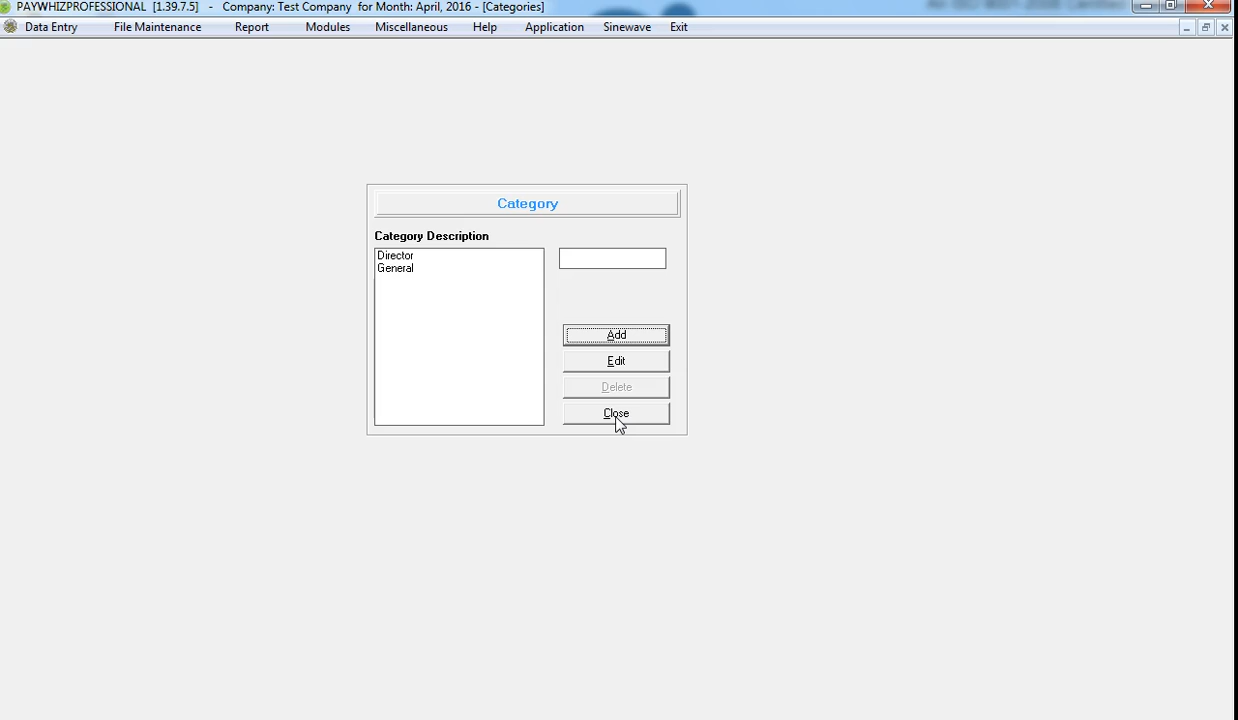 PAYWHIZPROFESSIONAL [1.39.7.5] - Company: Test Company for Month: April, 2016 - [Categories]
Data Entry File Maintenance Report Modules Miscellaneous Help Application Sinewave Exit
Category
Category Description
Director
General
Add
Edit
Delete
Close